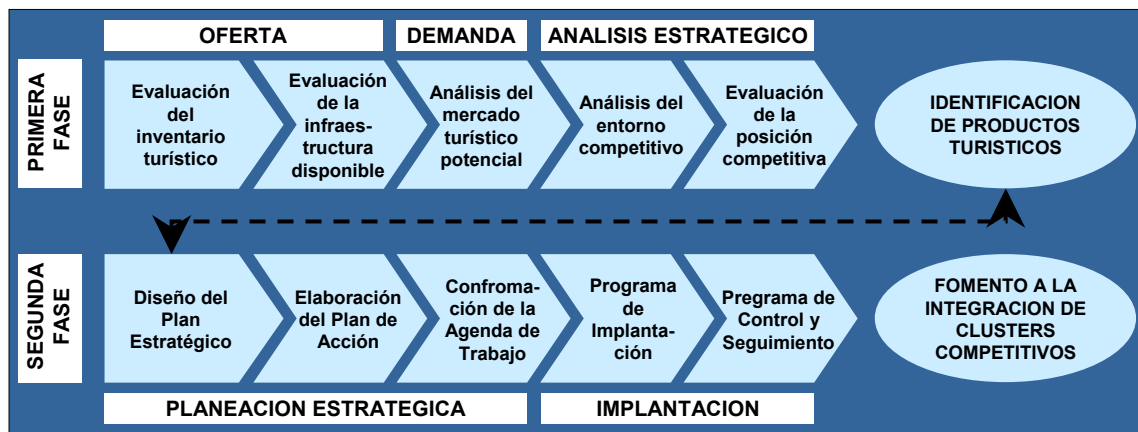 OFERTA
DEMANDA
ANALISIS ESTRATEGICO
PRIMERA
FASE
Evaluación
del
inventario
turístico
Evaluación
de la
infraes-
tructura
disponible
Análisis del
mercado
turístico
potencial
Análisis del
entorno
competitivo
Evaluación
de la
posición
competitiva
IDENTIFICACION
DE PRODUCTOS
TURISTICOS
SEGUNDA
FASE
Diseño del
Plan
Estratégico
Elaboración
del Plan de
Acción
Confroma-
ción de la
Agenda de
Trabajo
Programa
de
Implanta-
ción
Pregrama de
Control y
Seguimiento
FOMENTO A LA
INTEGRACION DE
CLUSTERS
COMPETITIVOS
PLANEACION ESTRATEGICA
IMPLANTACION